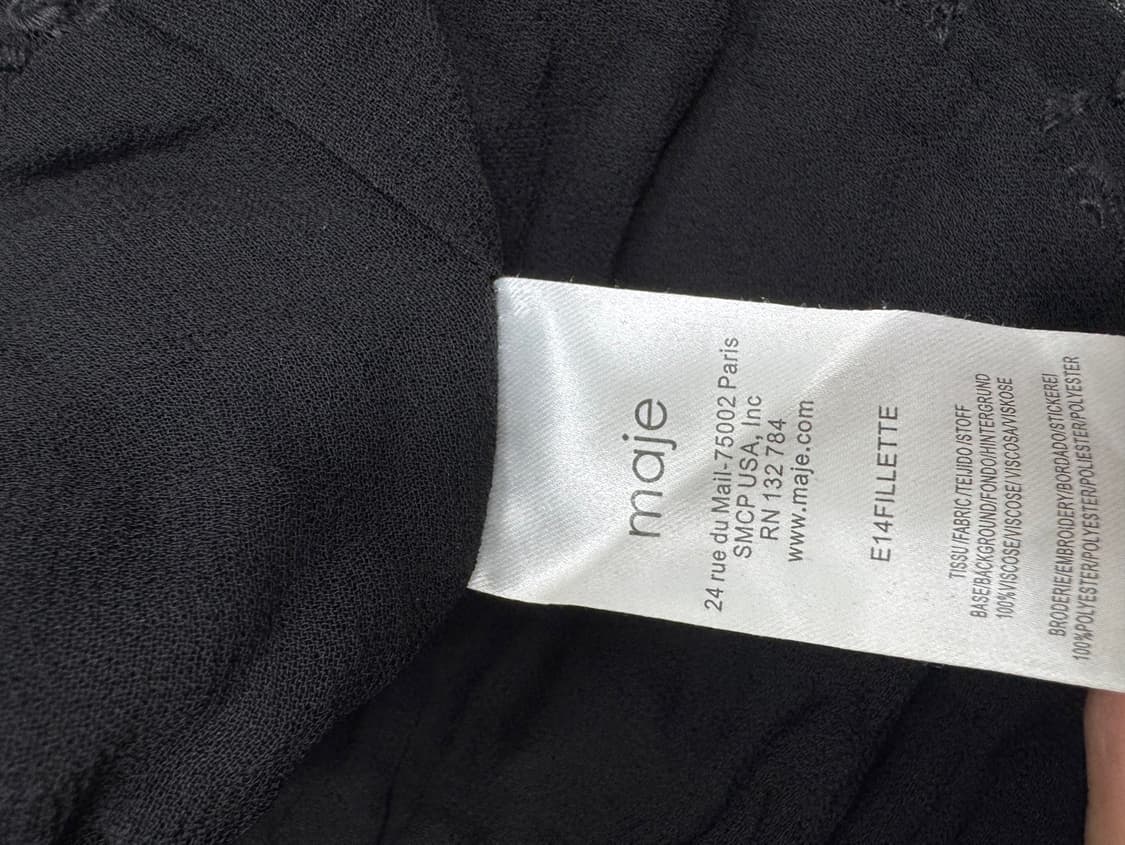 maje
24 rue du Mail-75002 Paris
SMCP USA, Inc
RN 132 784
www.maje.com
E14FILLETTE
TISSU/FABRIC/TEJIDO/STOFF
BASE/BACKGROUND/FONDO/HINTERGRUND
100%VISCOSE/VISCOSE/VISCOSA/VISKOSE
BRODERIE/EMBROIDERY/BORDADO/STICKEREI
100%POLYESTER/POLYESTER/POLIESTER/POLYESTER